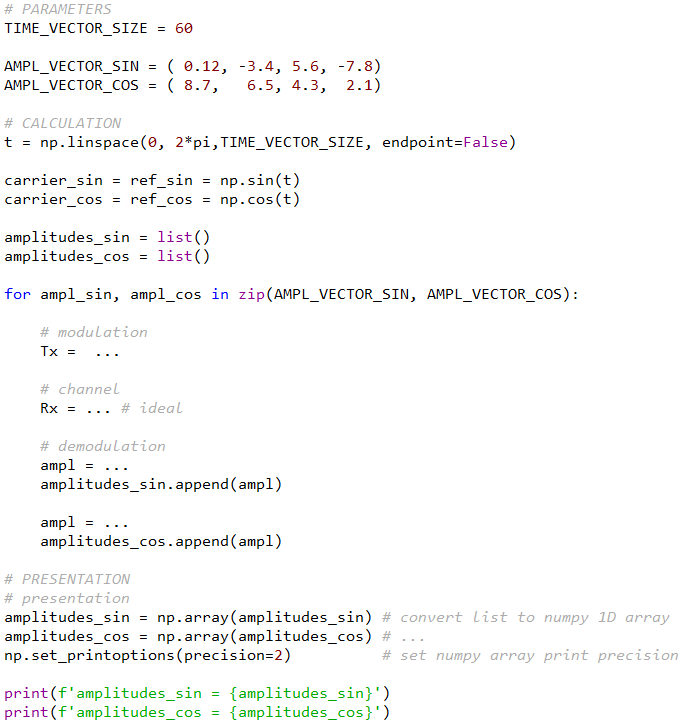 # PARAMETERS
TIME_VECTOR_SIZE = 60
AMPL_VECTOR_SIN = ( 0.12, -3.4, 5.6, -7.8)
AMPL_VECTOR_COS = ( 8.7,   6.5, 4.3,  2.1)
# CALCULATION
t = np.linspace(0, 2*pi,TIME_VECTOR_SIZE, endpoint=False)
carrier_sin = ref_sin = np.sin(t)
carrier_cos = ref_cos = np.cos(t)
amplitudes_sin = list()
amplitudes_cos = list()
for ampl_sin, ampl_cos in zip(AMPL_VECTOR_SIN, AMPL_VECTOR_COS):
    # modulation
    Tx =  ...
    # channel
    Rx = ... # ideal
    # demodulation
    ampl = ...
    amplitudes_sin.append(ampl)
    ampl = ...
    amplitudes_cos.append(ampl)
# PRESENTATION
# presentation
amplitudes_sin = np.array(amplitudes_sin) # convert list to numpy 1D array
amplitudes_cos = np.array(amplitudes_cos) # ...
np.set_printoptions(precision=2)          # set numpy array print precision
print(f'amplitudes_sin = {amplitudes_sin}')
print(f'amplitudes_cos = {amplitudes_cos}')